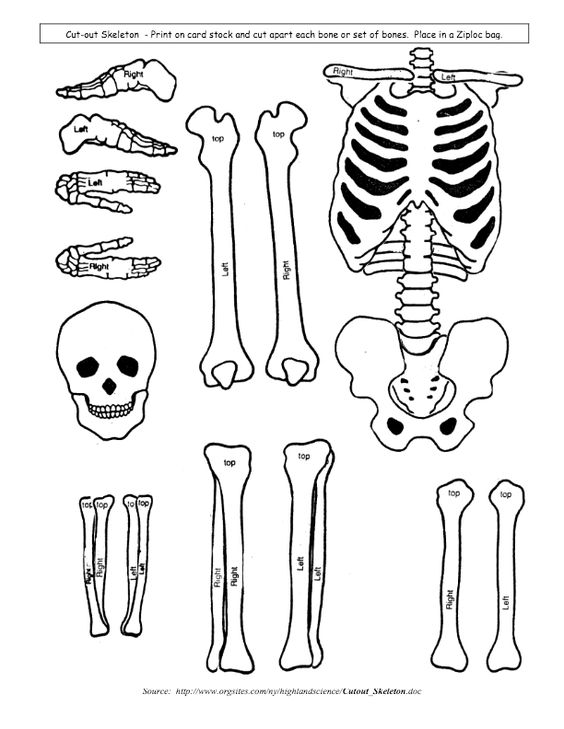 Cut-out Skeleton - Print on card stock and cut apart each bone or set of bones. Place in a Ziploc bag.
Right
Left
Left
Right
top
Left
top
Right
Right
Left
top
Right
top
Right
to
Left
top
Left
top
Right
Right
top
Left
Left
top
Right
top
Left
Source: http://www.orgsites.com/ny/highlandscience/Cutout_Skeleton.doc